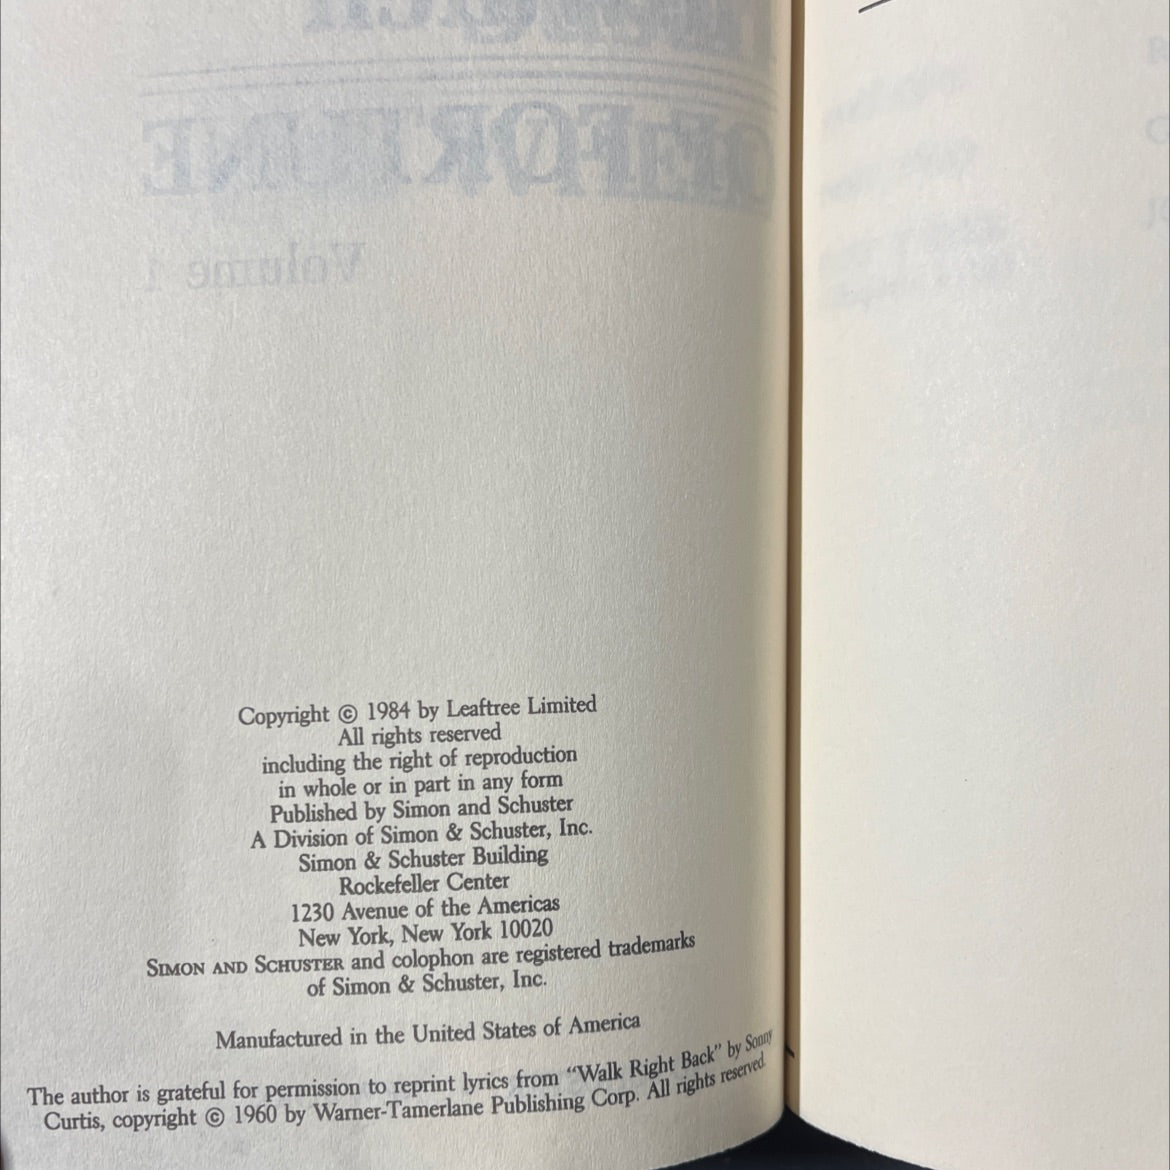 OF FORTUNE
Volume 1
Copyright © 1984 by Leaftree Limited
All rights reserved
including the right of reproduction
in whole or in part in any form
Published by Simon and Schuster
A Division of Simon & Schuster, Inc.
Simon & Schuster Building
Rockefeller Center
1230 Avenue of the Americas
New York, New York 10020
SIMON AND SCHUSTER and colophon are registered trademarks
of Simon & Schuster, Inc.
Manufactured in the United States of America
The author is grateful for permission to reprint lyrics from “Walk Right Back” by Sonny
Curtis, copyright © 1960 by Warner-Tamerlane Publishing Corp. All rights reserved.